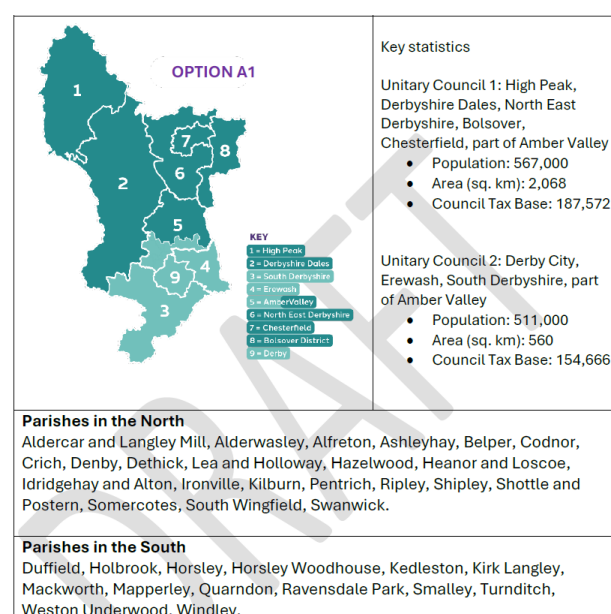 OPTION A1
1
2
7
8
6
5
4
9
3
KEY
1 = High Peak
2 = Derbyshire Dales
3 = South Derbyshire
4 = Erewash
5 = AmberValley
6 = North East Derbyshire
7 = Chesterfield
8 = Bolsover District
9 = Derby
Key statistics
Unitary Council 1: High Peak,
Derbyshire Dales, North East
Derbyshire, Bolsover,
Chesterfield, part of Amber Valley
• Population: 567,000
• Area (sq. km): 2,068
• Council Tax Base: 187,572
Unitary Council 2: Derby City,
Erewash, South Derbyshire, part
of Amber Valley
• Population: 511,000
• Area (sq. km): 560
• Council Tax Base: 154,666
Parishes in the North
Aldercar and Langley Mill, Alderwasley, Alfreton, Ashleyhay, Belper, Codnor,
Crich, Denby, Dethick, Lea and Holloway, Hazelwood, Heanor and Loscoe,
Idridgehay and Alton, Ironville, Kilburn, Pentrich, Ripley, Shipley, Shottle and
Postern, Somercotes, South Wingfield, Swanwick.
Parishes in the South
Duffield, Holbrook, Horsley, Horsley Woodhouse, Kedleston, Kirk Langley,
Mackworth, Mapperley, Quarndon, Ravensdale Park, Smalley, Turnditch,
Weston Underwood, Windley.
DRAFT